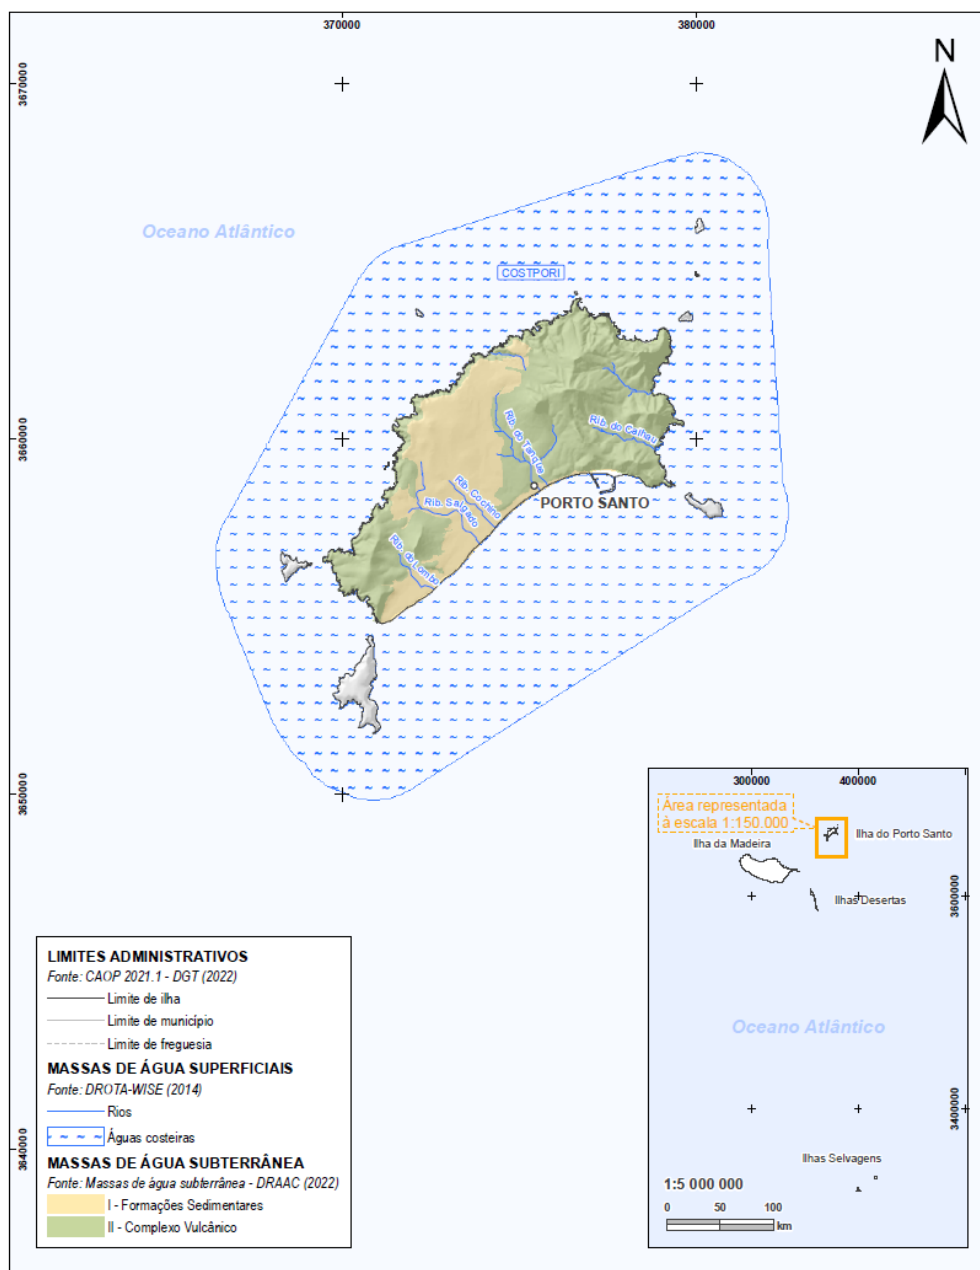 370000
380000
3670000
N
Oceano Atlântico
COSTPORI
3660000
Rib. do Tanque
Rib. do Calhau
Rib. Cochino
Rib. Salgado
PORTO SANTO
Rib. do Lombo
3650000
300000
400000
Área representada
à escala 1:150.000
Ilha do Porto Santo
Ilha da Madeira
3600000
Ilhas Desertas
Oceano Atlântico
3400000
Ilhas Selvagens
1:5 000 000
0 50 100
km
3640000
LIMITES ADMINISTRATIVOS
Fonte: CAOP 2021.1 - DGT (2022)
Limite de ilha
Limite de município
Limite de freguesia
MASSAS DE ÁGUA SUPERFICIAIS
Fonte: DROTA-WISE (2014)
Rios
Águas costeiras
MASSAS DE ÁGUA SUBTERRÂNEA
Fonte: Massas de água subterrânea - DRAAC (2022)
I - Formações Sedimentares
II - Complexo Vulcânico